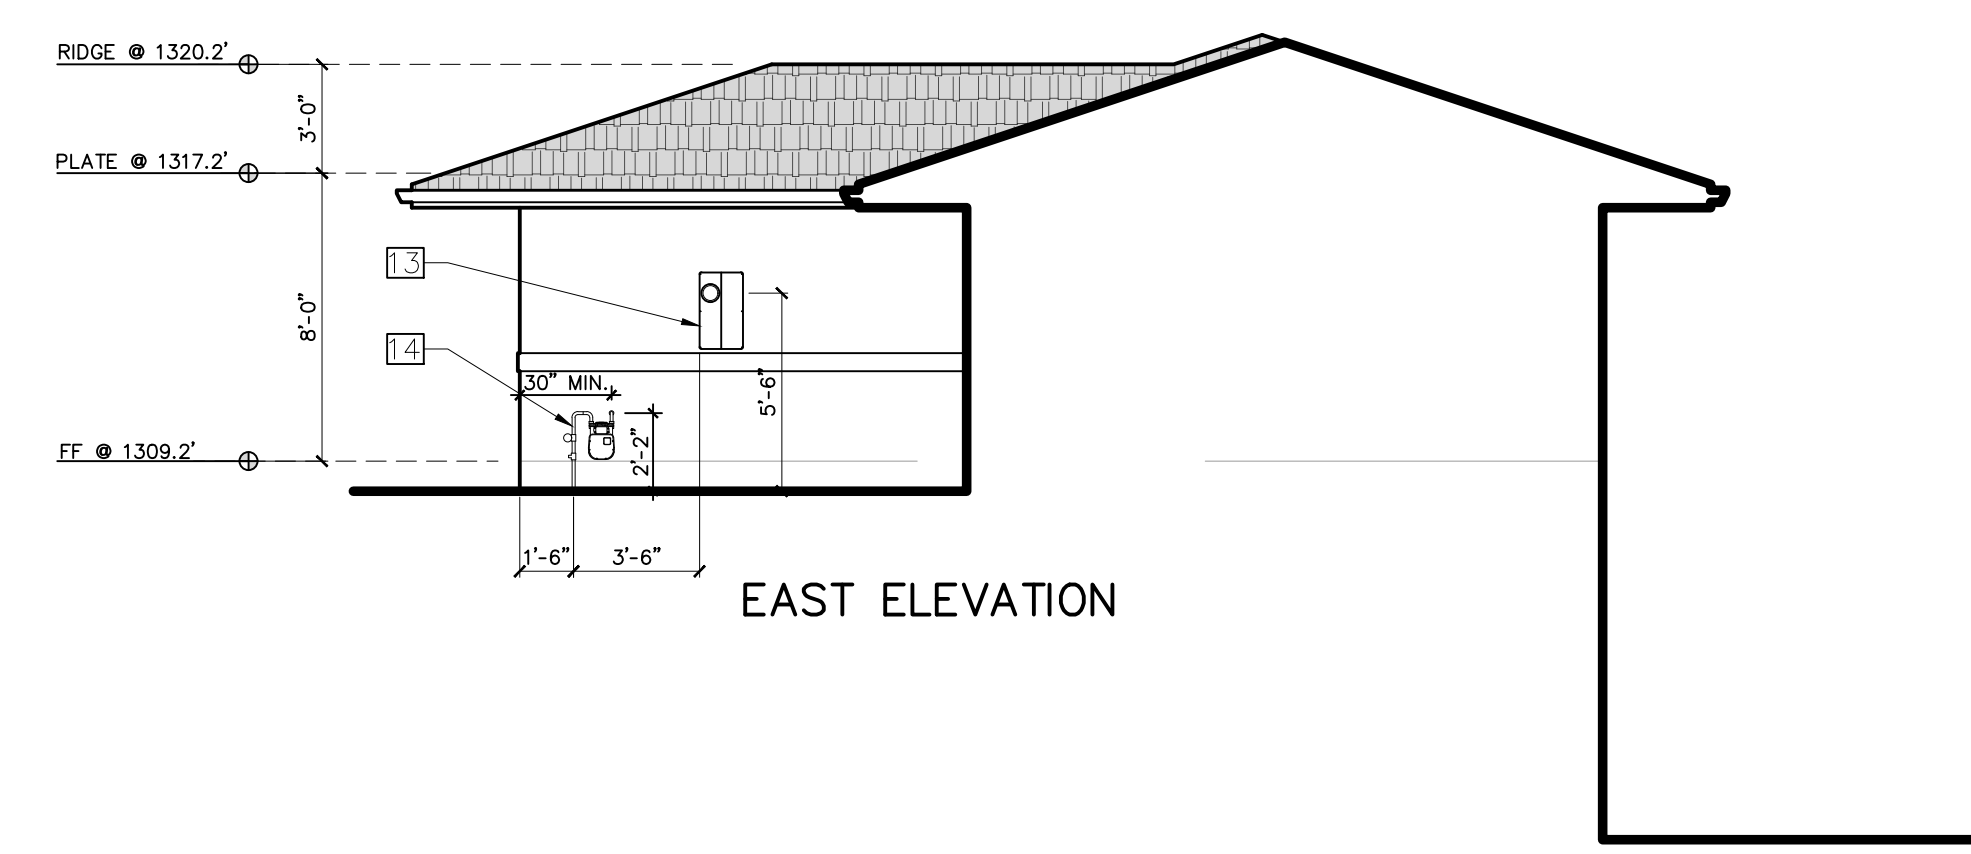 RIDGE @ 1320.2'
3'-0"
PLATE @ 1317.2'
8'-0"
13
14
30" MIN.
5'-6"
2'-2"
FF @ 1309.2'
1'-6"
3'-6"
EAST ELEVATION